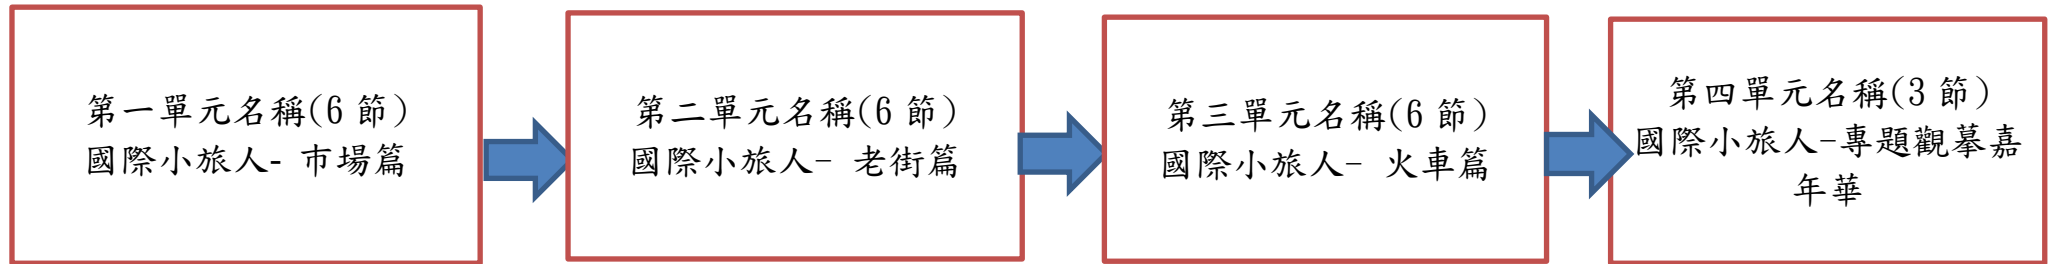 第一單元名稱(6 節)
國際小旅人- 市場篇
第二單元名稱(6 節)
國際小旅人- 老街篇
第三單元名稱(6 節)
國際小旅人- 火車篇
第四單元名稱(3 節)
國際小旅人-專題觀摹嘉
年華